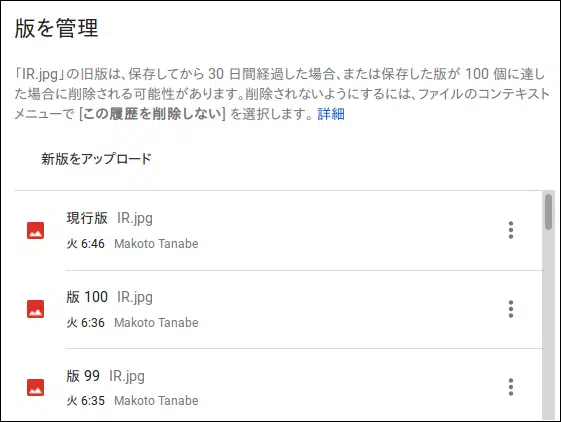 版を管理
「IR.jpg」の旧版は、保存してから 30 日間経過した場合、または保存した版が 100 個に達し
た場合に削除される可能性があります。削除されないようにするには、ファイルのコンテキスト
メニューで [この履歴を削除しない] を選択します。 詳細
新版をアップロード
現行版 IR.jpg
火 6:46 Makoto Tanabe
版 100 IR.jpg
火 6:36 Makoto Tanabe
版 99 IR.jpg
火 6:35 Makoto Tanabe